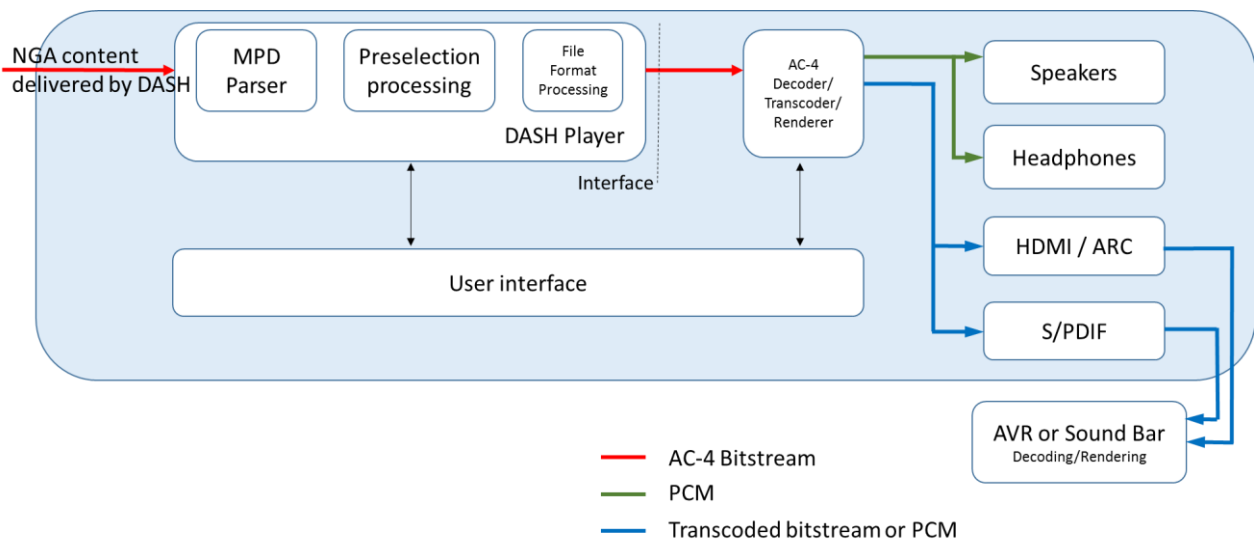 NGA content
delivered by DASH
MPD
Parser
Preselection
processing
File
Format
Processing
DASH Player
Interface
AC-4
Decoder/
Transcoder/
Renderer
Speakers
Headphones
HDMI / ARC
S/PDIF
User interface
AVR or Sound Bar
Decoding/Rendering
AC-4 Bitstream
PCM
Transcoded bitstream or PCM